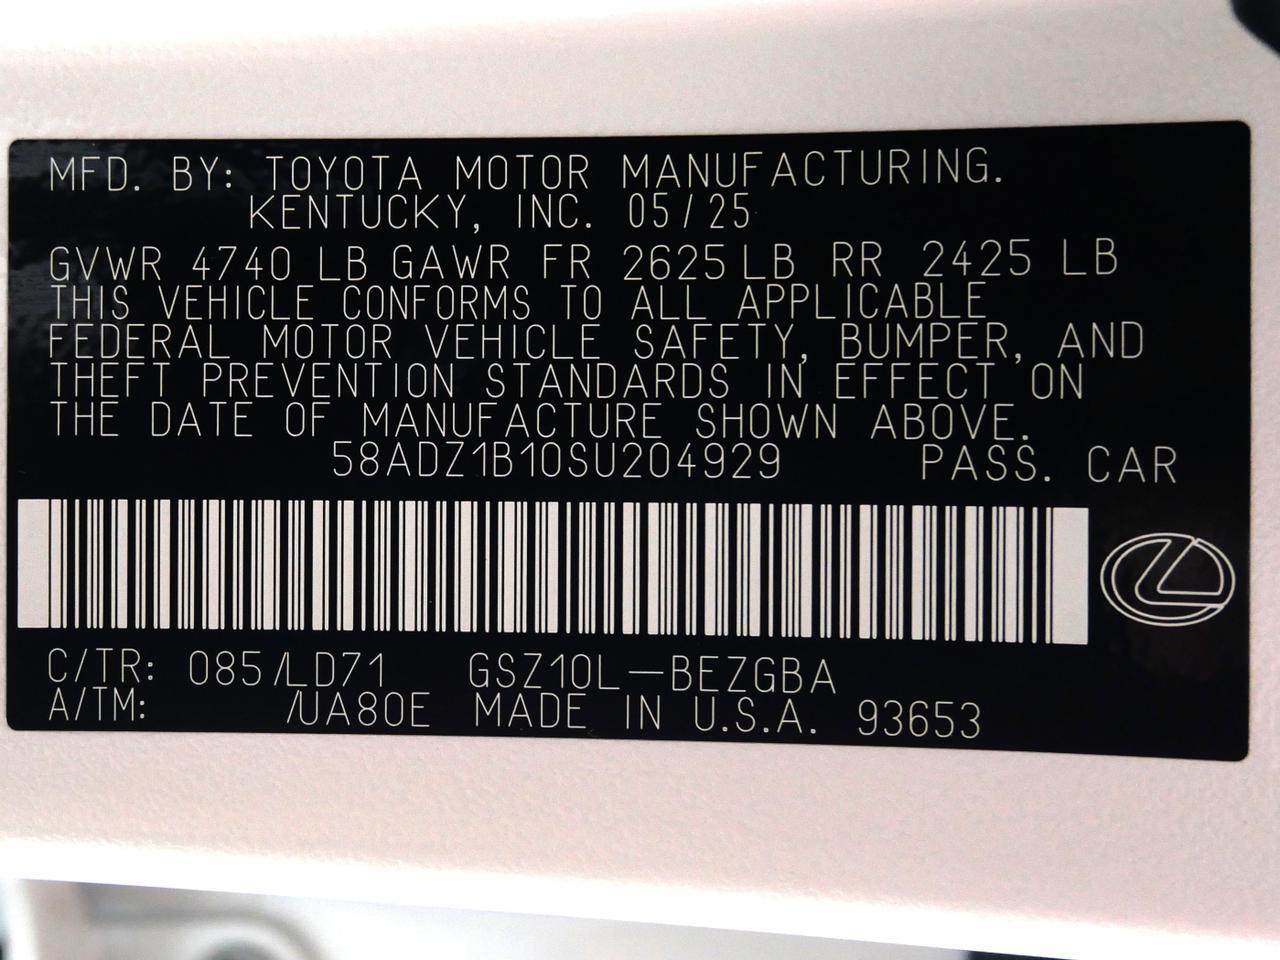 MFD. BY: TOYOTA MOTOR MANUFACTURING.
KENTUCKY, INC. 05/25
GVWR 4740 LB GAWR FR 2625 LB RR 2425 LB
THIS VEHICLE CONFORMS TO ALL APPLICABLE
FEDERAL MOTOR VEHICLE SAFETY, BUMPER, AND
THEFT PREVENTION STANDARDS IN EFFECT ON
THE DATE OF MANUFACTURE SHOWN ABOVE.
58ADZ1B10SU204929 PASS. CAR
C/TR: 085/LD71 GSZ10L-BEZGBA
A/TM: /UA80E MADE IN U.S.A. 93653